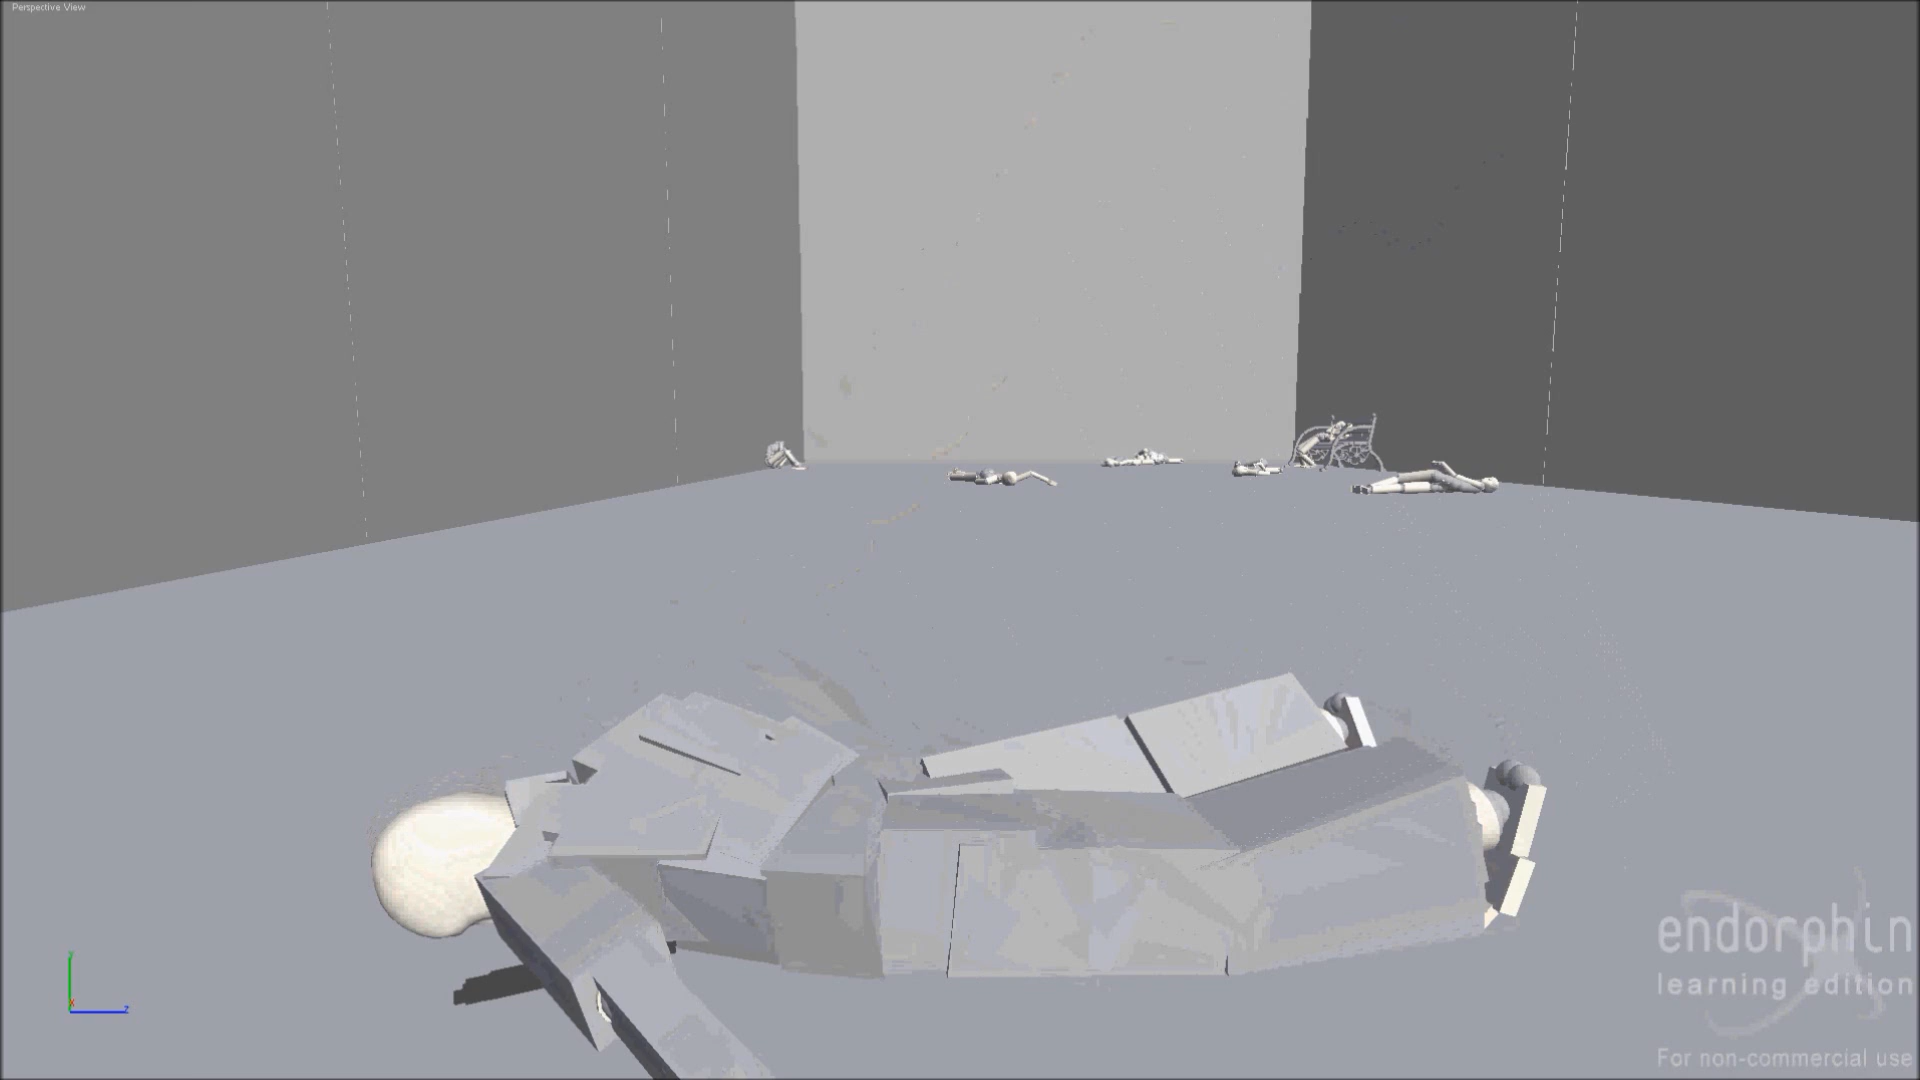 Perspective View
Y
X
Z
endorphin
learning edition
For non-commercial use